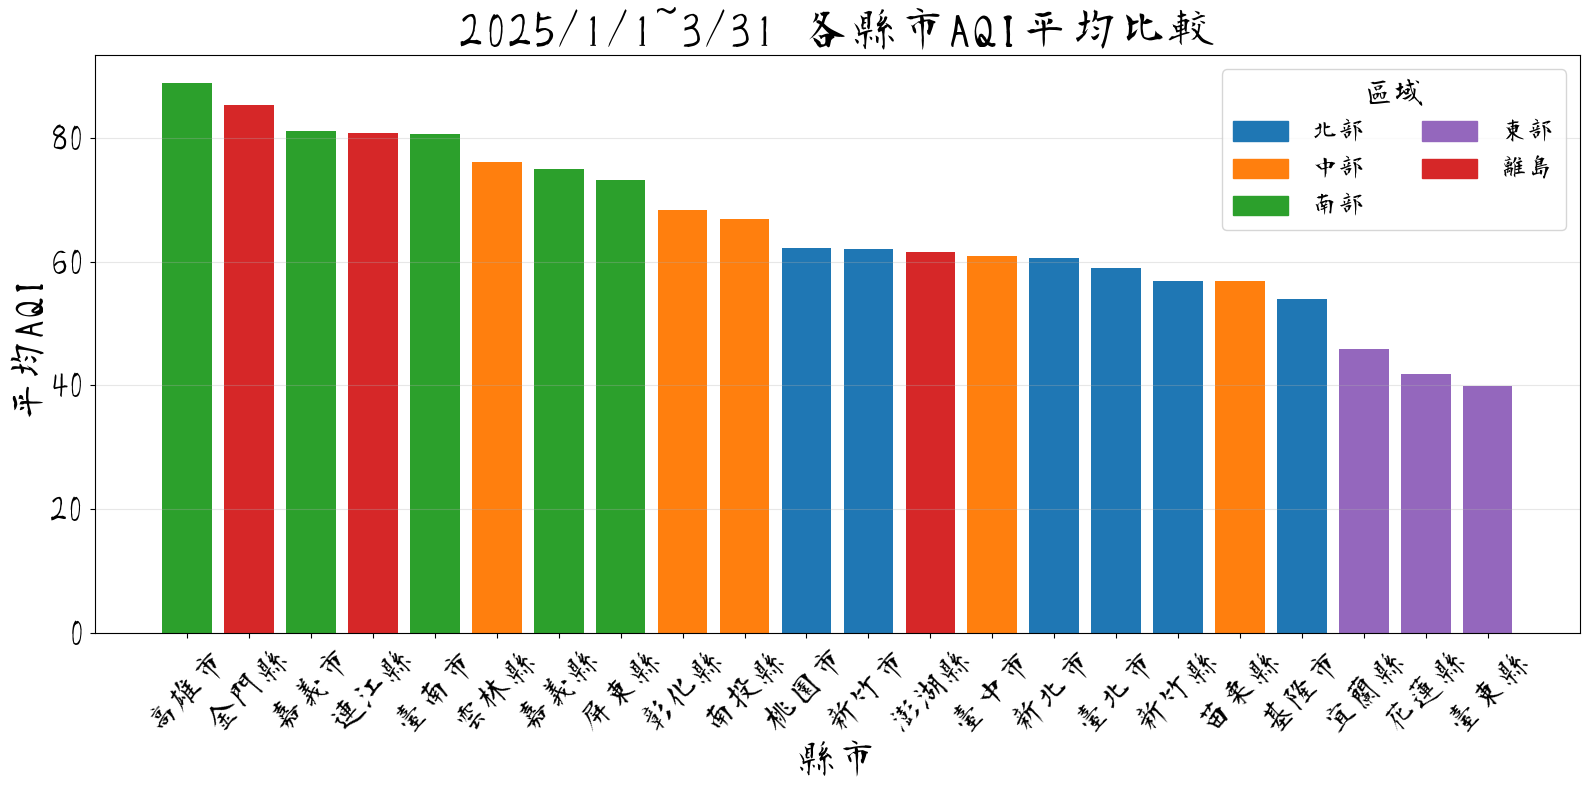 2025/1/1~3/31 各縣市AQI平均比較
區域
北部
中部
南部
東部
離島
平均AQI
80
60
40
20
0
高雄市
金門縣
嘉義市
連江縣
臺南市
雲林縣
嘉義縣
屏東縣
彰化縣
南投縣
桃園市
新竹市
澎湖縣
臺中市
新北市
臺北市
新竹縣
苗栗縣
基隆市
宜蘭縣
花蓮縣
臺東縣
縣市